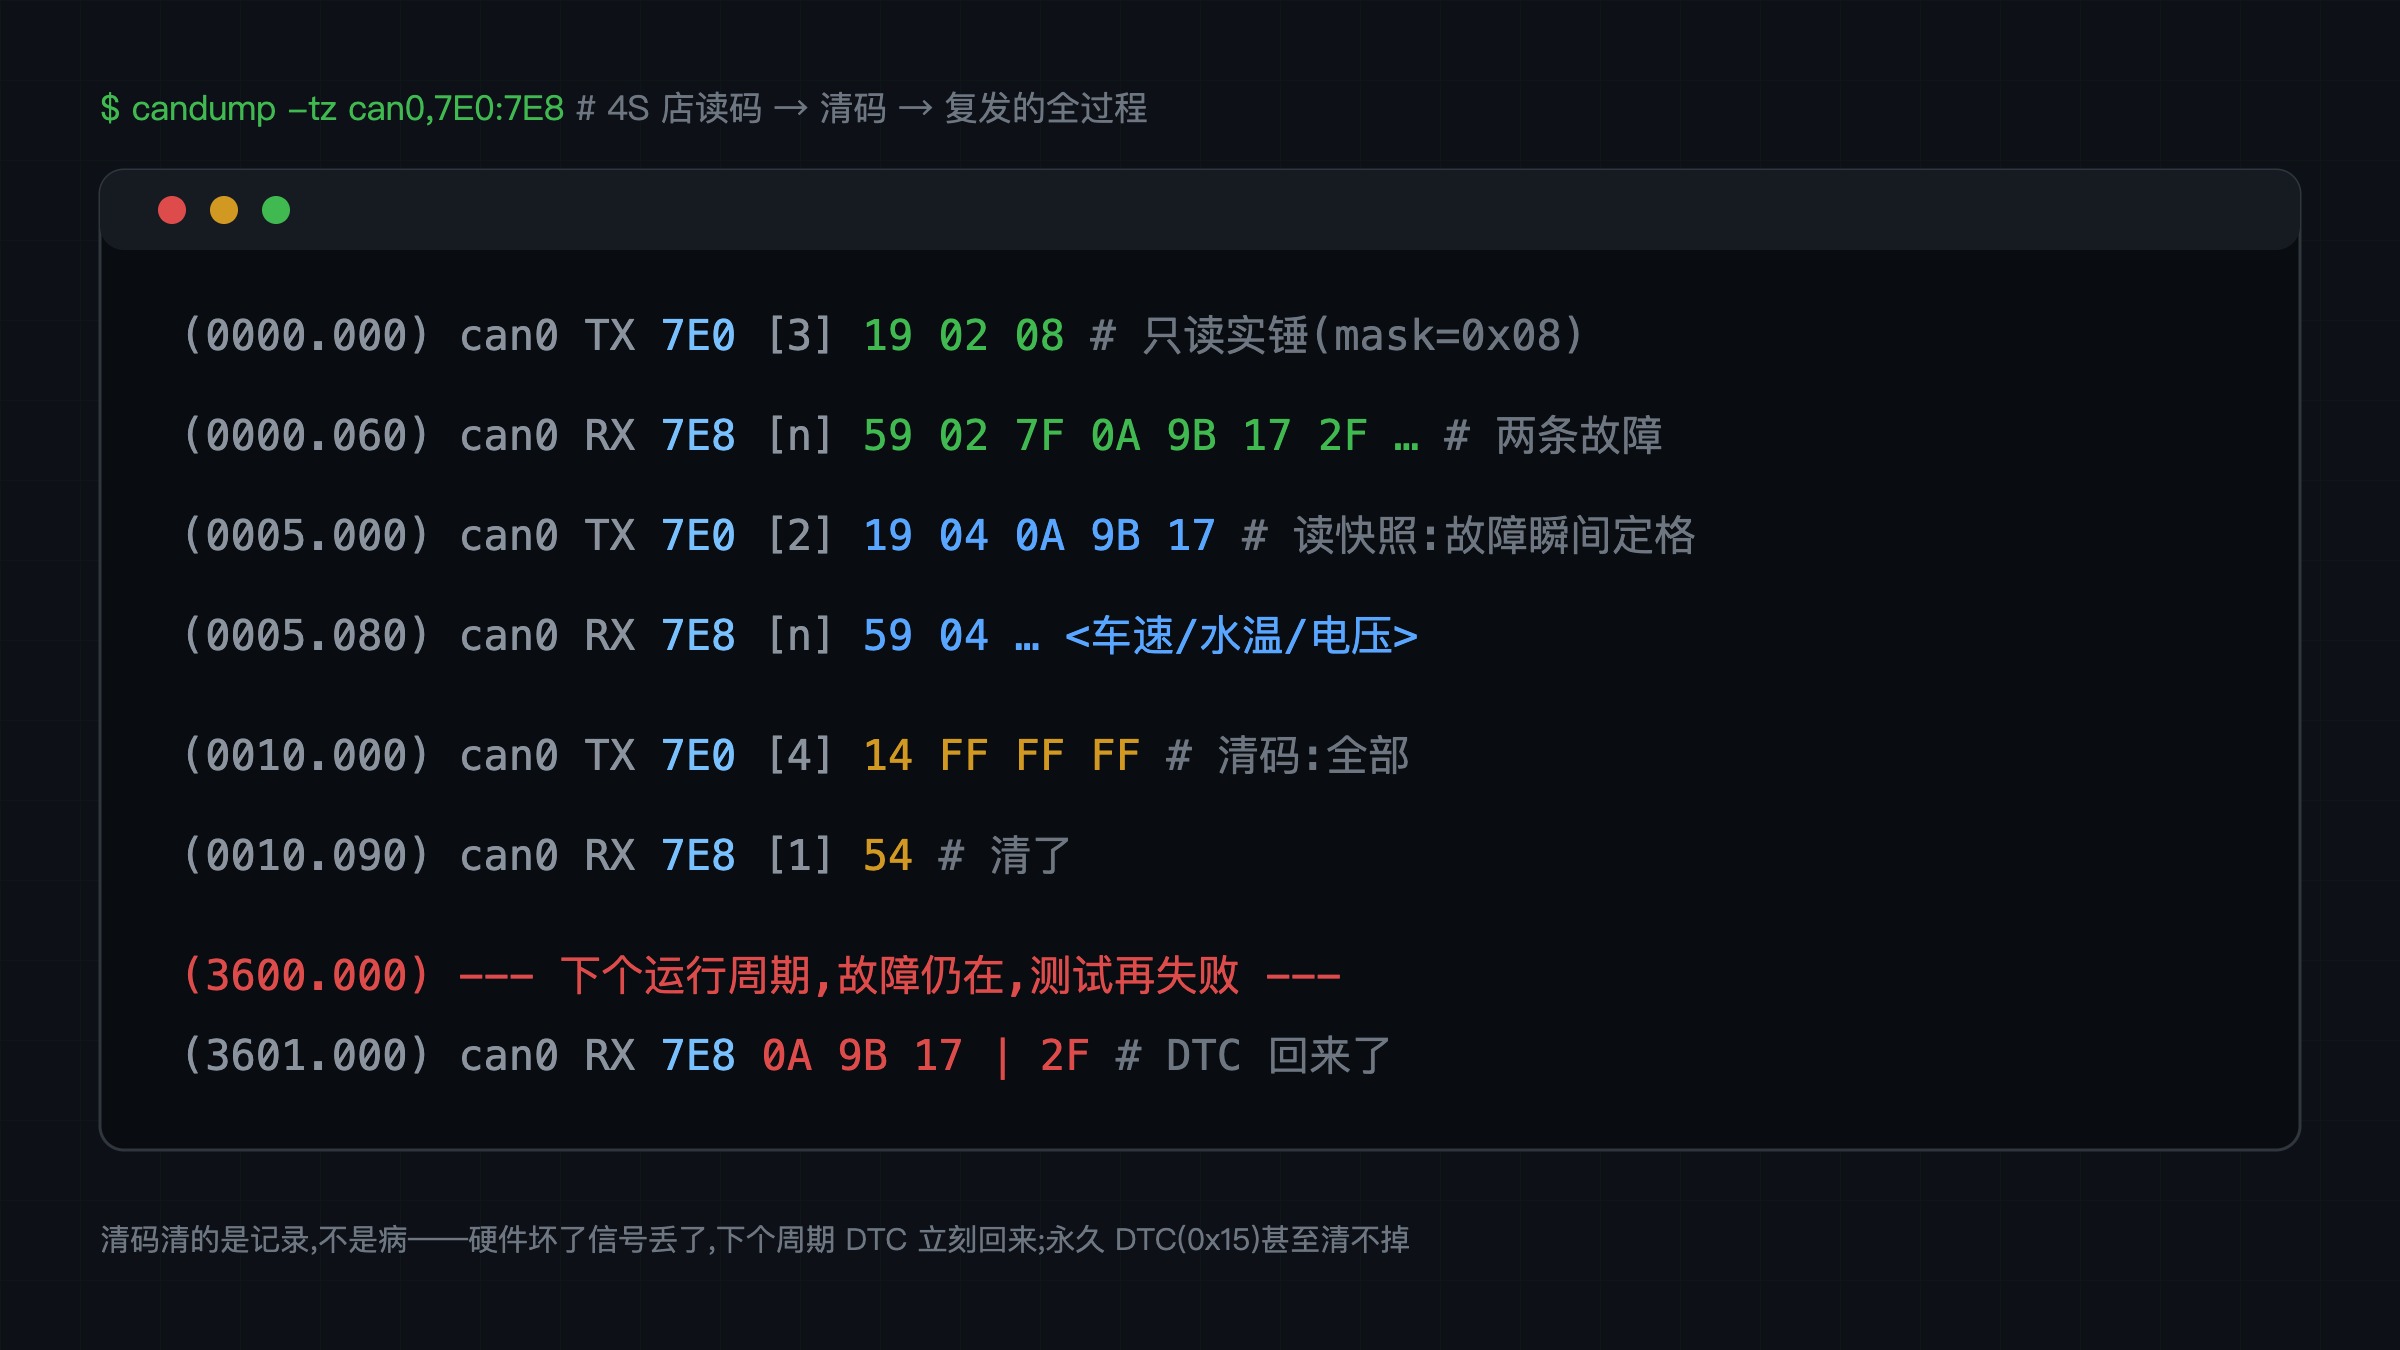 $ candump -tz can0,7E0:7E8 # 4S 店读码 → 清码 → 复发的全过程
(0000.000) can0 TX 7E0 [3] 19 02 08 # 只读实锤(mask=0x08)
(0000.060) can0 RX 7E8 [n] 59 02 7F 0A 9B 17 2F … # 两条故障
(0005.000) can0 TX 7E0 [2] 19 04 0A 9B 17 # 读快照:故障瞬间定格
(0005.080) can0 RX 7E8 [n] 59 04 … <车速/水温/电压>
(0010.000) can0 TX 7E0 [4] 14 FF FF FF # 清码:全部
(0010.090) can0 RX 7E8 [1] 54 # 清了
(3600.000) --- 下个运行周期,故障仍在,测试再失败 ---
(3601.000) can0 RX 7E8 0A 9B 17 | 2F # DTC 回来了
清码清的是记录,不是病——硬件坏了信号丢了,下个周期 DTC 立刻回来;永久 DTC(0x15)甚至清不掉